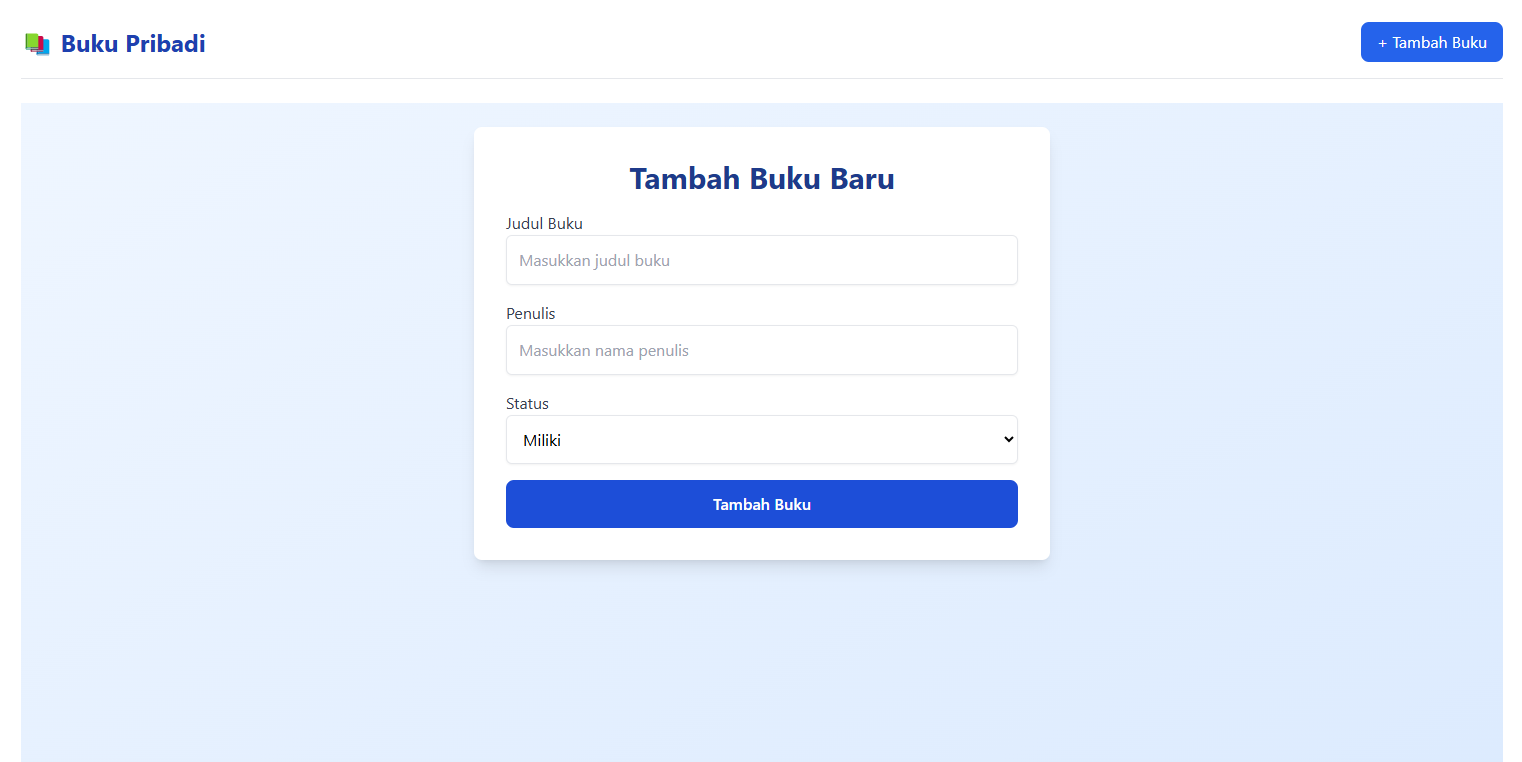 Buku Pribadi
+ Tambah Buku
Tambah Buku Baru
Judul Buku
Masukkan judul buku
Penulis
Masukkan nama penulis
Status
Miliki
Tambah Buku